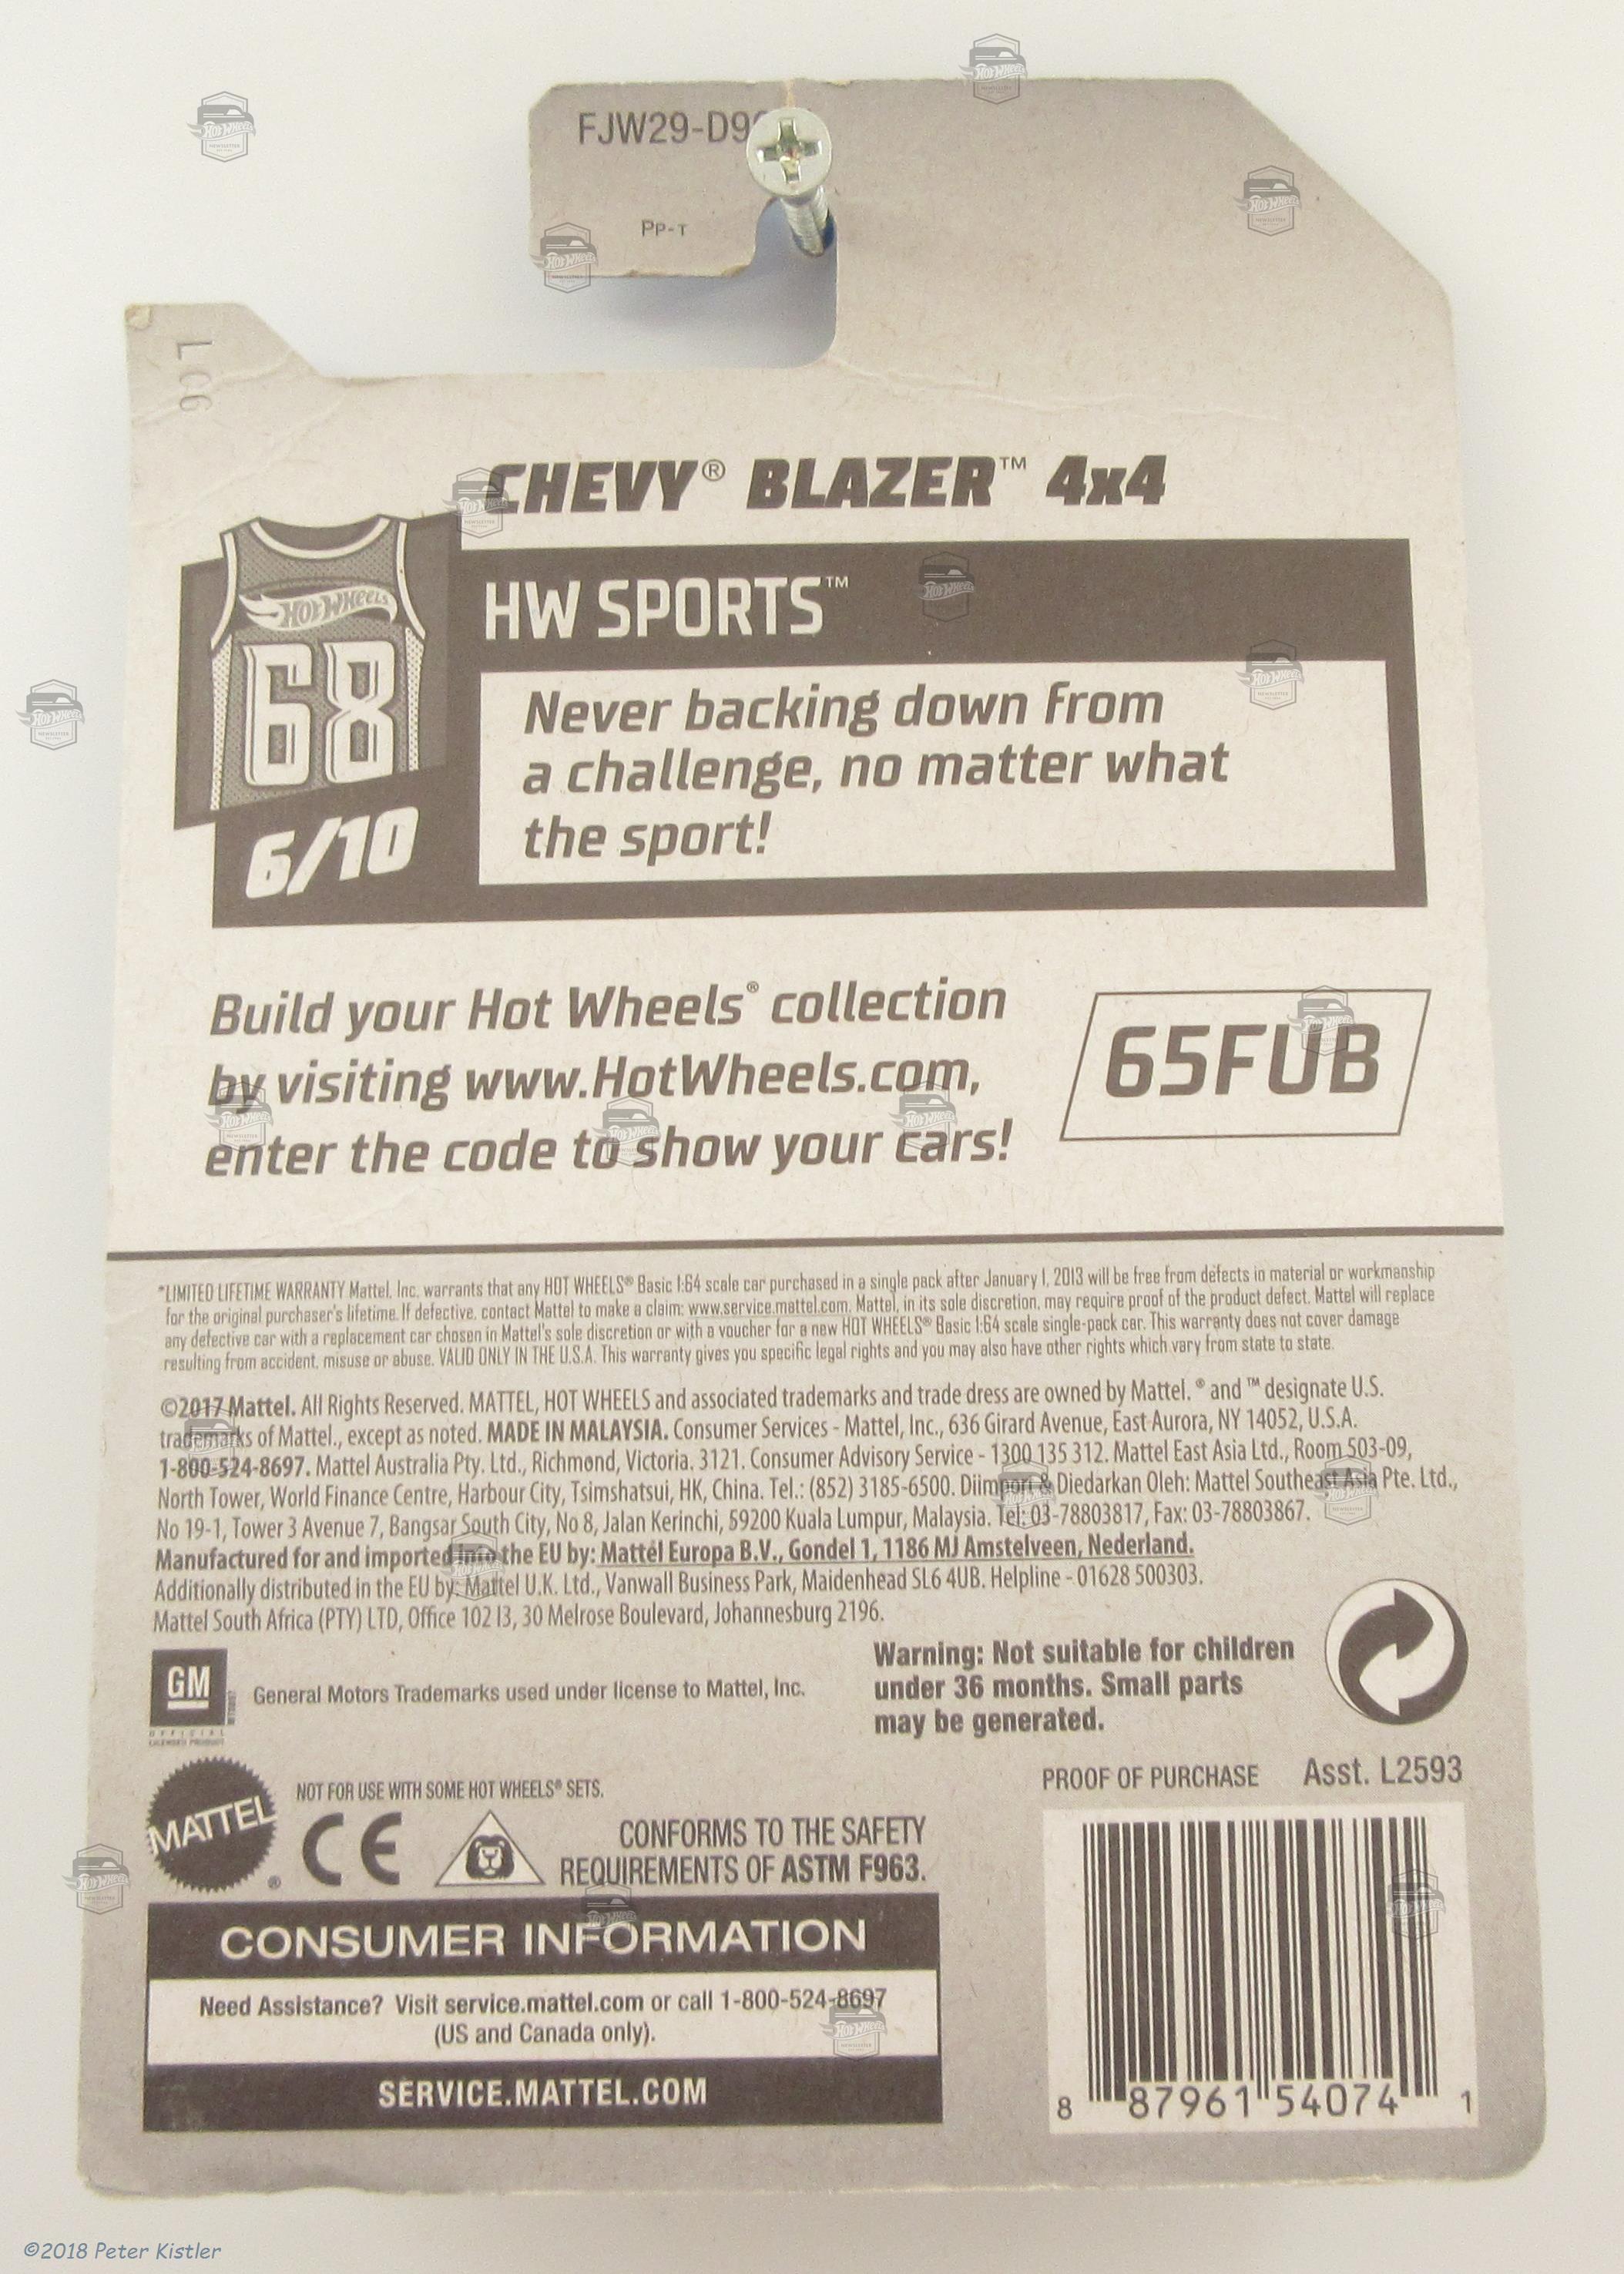 FJW29-D9
PP-T
L 06
CHEVY® BLAZER™ 4x4
HOT WHEELS
68
HW SPORTS™
Never backing down from
a challenge, no matter what
the sport!
6/10
Build your Hot Wheels® collection
by visiting www.HotWheels.com,
enter the code to show your cars!
65FUB
*LIMITED LIFETIME WARRANTY Mattel, Inc. warrants that any HOT WHEELS® Basic 1:64 scale car purchased in a single pack after January 1, 2013 will be free from defects in material or workmanship
for the original purchaser's lifetime. If defective, contact Mattel to make a claim: www.service.mattel.com. Mattel, in its sole discretion, may require proof of the product defect. Mattel will replace
any defective car with a replacement car chosen in Mattel's sole discretion or with a voucher for a new HOT WHEELS® Basic 1:64 scale single-pack car. This warranty does not cover damage
resulting from accident, misuse or abuse. VALID ONLY IN THE U.S.A. This warranty gives you specific legal rights and you may also have other rights which vary from state to state.
©2017 Mattel. All Rights Reserved. MATTEL, HOT WHEELS and associated trademarks and trade dress are owned by Mattel. ® and ™ designate U.S.
trademarks of Mattel., except as noted. MADE IN MALAYSIA. Consumer Services - Mattel, Inc., 636 Girard Avenue, East Aurora, NY 14052, U.S.A.
1-800-524-8697. Mattel Australia Pty. Ltd., Richmond, Victoria. 3121. Consumer Advisory Service - 1300 135 312. Mattel East Asia Ltd., Room 503-09,
North Tower, World Finance Centre, Harbour City, Tsimshatsui, HK, China. Tel.: (852) 3185-6500. Diimport & Diedarkan Oleh: Mattel Southeast Asia Pte. Ltd.,
No 19-1, Tower 3 Avenue 7, Bangsar South City, No 8, Jalan Kerinchi, 59200 Kuala Lumpur, Malaysia. Tel: 03-78803817, Fax: 03-78803867.
Manufactured for and imported into the EU by: Mattel Europa B.V., Gondel 1, 1186 MJ Amstelveen, Nederland.
Additionally distributed in the EU by: Mattel U.K. Ltd., Vanwall Business Park, Maidenhead SL6 4UB. Helpline - 01628 500303.
Mattel South Africa (PTY) LTD, Office 102 I3, 30 Melrose Boulevard, Johannesburg 2196.
GM
OFFICIAL
LICENSED PRODUCT
General Motors Trademarks used under license to Mattel, Inc.
Warning: Not suitable for children
under 36 months. Small parts
may be generated.
MATTEL®
NOT FOR USE WITH SOME HOT WHEELS® SETS.
CE
CONFORMS TO THE SAFETY
REQUIREMENTS OF ASTM F963.
PROOF OF PURCHASE Asst. L2593
CONSUMER INFORMATION
Need Assistance? Visit service.mattel.com or call 1-800-524-8697
(US and Canada only).
SERVICE.MATTEL.COM
8 87961 54074 1
©2018 Peter Kistler